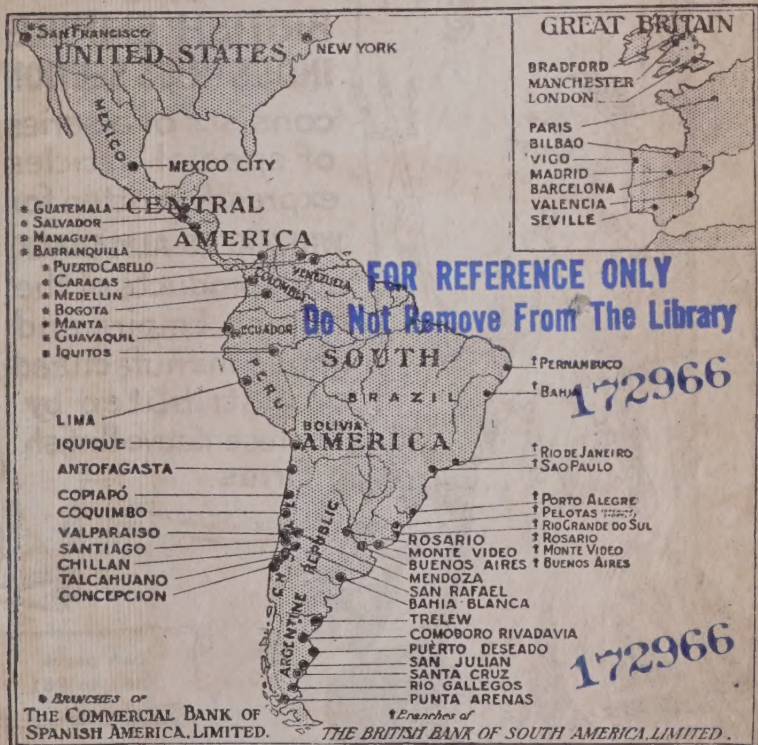 SAN FRANCISCO
UNITED STATES
NEW YORK
MEXICO
MEXICO CITY
GREAT BRITAIN
BRADFORD
MANCHESTER
LONDON
PARIS
BILBAO
VIGO
MADRID
BARCELONA
VALENCIA
SEVILLE
CENTRAL
AMERICA
* GUATEMALA
* SALVADOR
* MANAGUA
* BARRANQUILLA
* PUERTO CABELLO
* CARACAS
* MEDELLIN
* BOGOTA
* MANTA
* GUAYAQUIL
* IQUITOS
VENEZUELA
COLOMBIA
ECUADOR
FOR REFERENCE ONLY
Do Not Remove From The Library
SOUTH
AMERICA
BRAZIL
PERU
BOLIVIA
172966
† PERNAMBUCO
† BAHIA
† RIO DE JANEIRO
† SAO PAULO
† PORTO ALEGRE
† PELOTAS
† RIO GRANDE DO SUL
† ROSARIO
† MONTE VIDEO
† BUENOS AIRES
LIMA
IQUIQUE
ANTOFAGASTA
COPIAPÓ
COQUIMBO
VALPARAISO
SANTIAGO
CHILLAN
TALCAHUANO
CONCEPCION
CHILE
ARGENTINE REPUBLIC
ROSARIO
MONTE VIDEO
BUENOS AIRES
MENDOZA
SAN RAFAEL
BAHIA BLANCA
TRELEW
COMODORO RIVADAVIA
PUERTO DESEADO
SAN JULIAN
SANTA CRUZ
RIO GALLEGOS
PUNTA ARENAS
172966
* BRANCHES OF
THE COMMERCIAL BANK OF
SPANISH AMERICA, LIMITED.
† Branches of
THE BRITISH BANK OF SOUTH AMERICA, LIMITED.